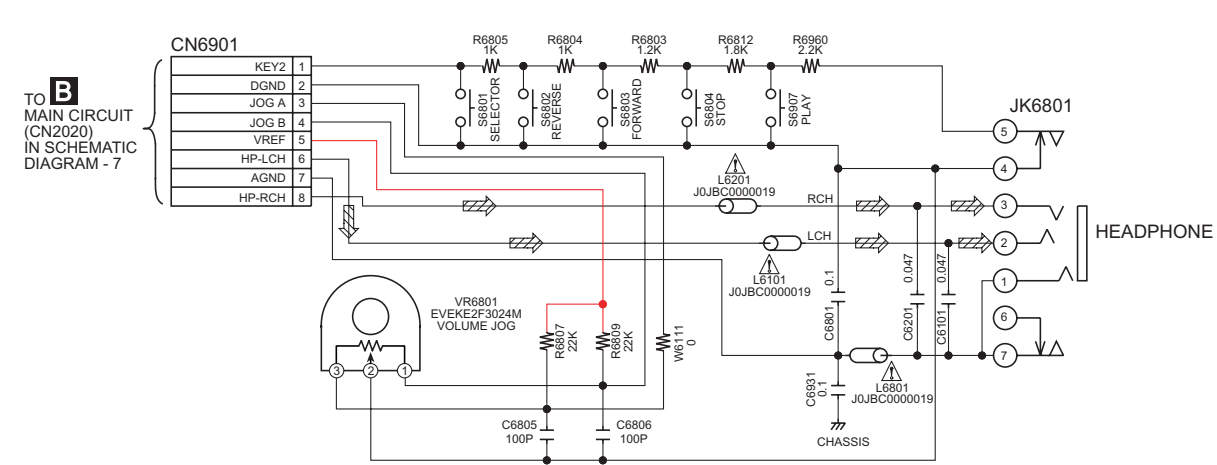 CN6901
TO B
MAIN CIRCUIT
(CN2020)
IN SCHEMATIC
DIAGRAM - 7
KEY2 1
DGND 2
JOG A 3
JOG B 4
VREF 5
HP-LCH 6
AGND 7
HP-RCH 8
R6805
1K
R6804
1K
R6803
1.2K
R6812
1.8K
R6960
2.2K
S6801
SELECTOR
S6802
REVERSE
S6803
FORWARD
S6804
STOP
S6907
PLAY
JK6801
5
4
3
2
1
6
7
HEADPHONE
L6201
J0JBC0000019
RCH
LCH
L6101
J0JBC0000019
VR6801
EVEKE2F3024M
VOLUME JOG
3 2 1
R6807
22K
R6809
22K
W6111
0
C6801 0.1
C6201 0.047
C6101 0.047
L6801
J0JBC0000019
C6931
0.1
CHASSIS
C6805
100P
C6806
100P